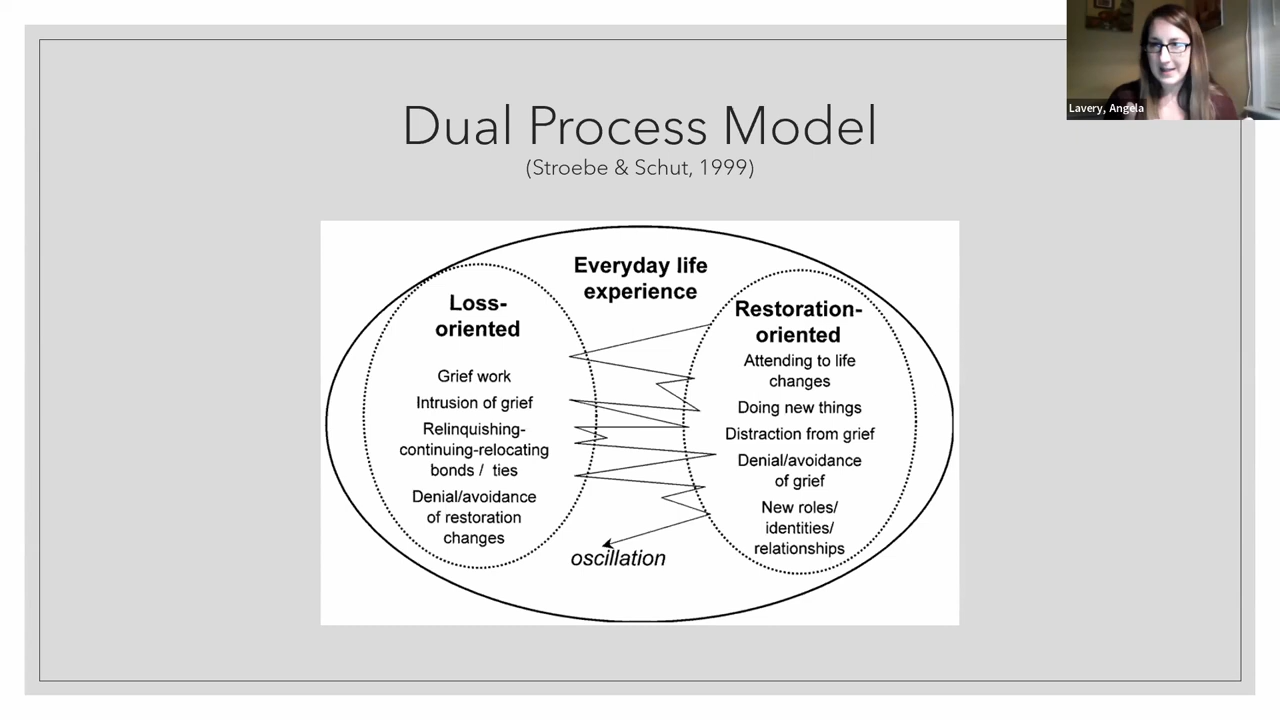 Lavery, Angela
Dual Process Model
(Stroebe & Schut, 1999)
Everyday life
experience
Loss-
oriented
Grief work
Intrusion of grief
Relinquishing-
continuing-relocating
bonds / ties
Denial/avoidance
of restoration
changes
Restoration-
oriented
Attending to life
changes
Doing new things
Distraction from grief
Denial/avoidance
of grief
New roles/
identities/
relationships
oscillation